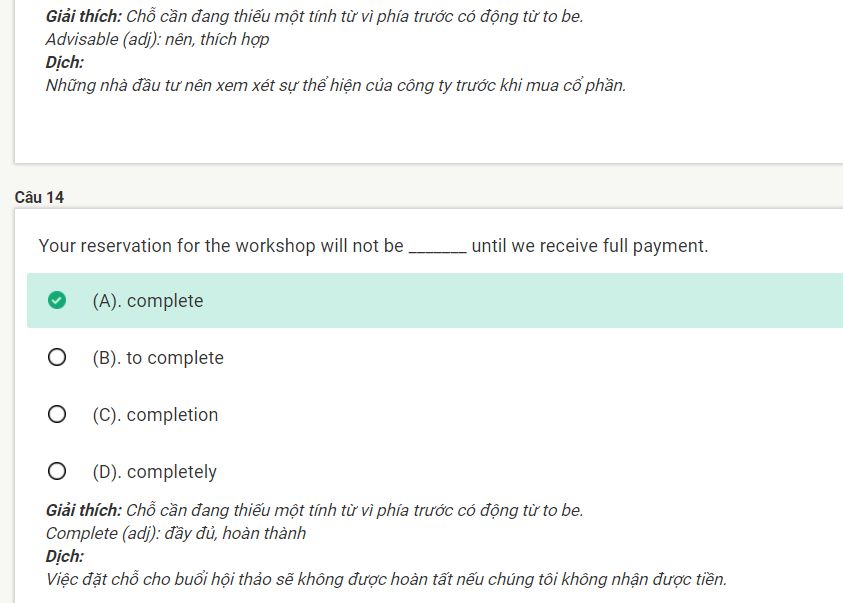 Giải thích: Chỗ cần đang thiếu một tính từ vì phía trước có động từ to be.
Advisable (adj): nên, thích hợp
Dịch:
Những nhà đầu tư nên xem xét sự thể hiện của công ty trước khi mua cổ phần.
Câu 14
Your reservation for the workshop will not be _______ until we receive full payment.
(A). complete
(B). to complete
(C). completion
(D). completely
Giải thích: Chỗ cần đang thiếu một tính từ vì phía trước có động từ to be.
Complete (adj): đầy đủ, hoàn thành
Dịch:
Việc đặt chỗ cho buổi hội thảo sẽ không được hoàn tất nếu chúng tôi không nhận được tiền.